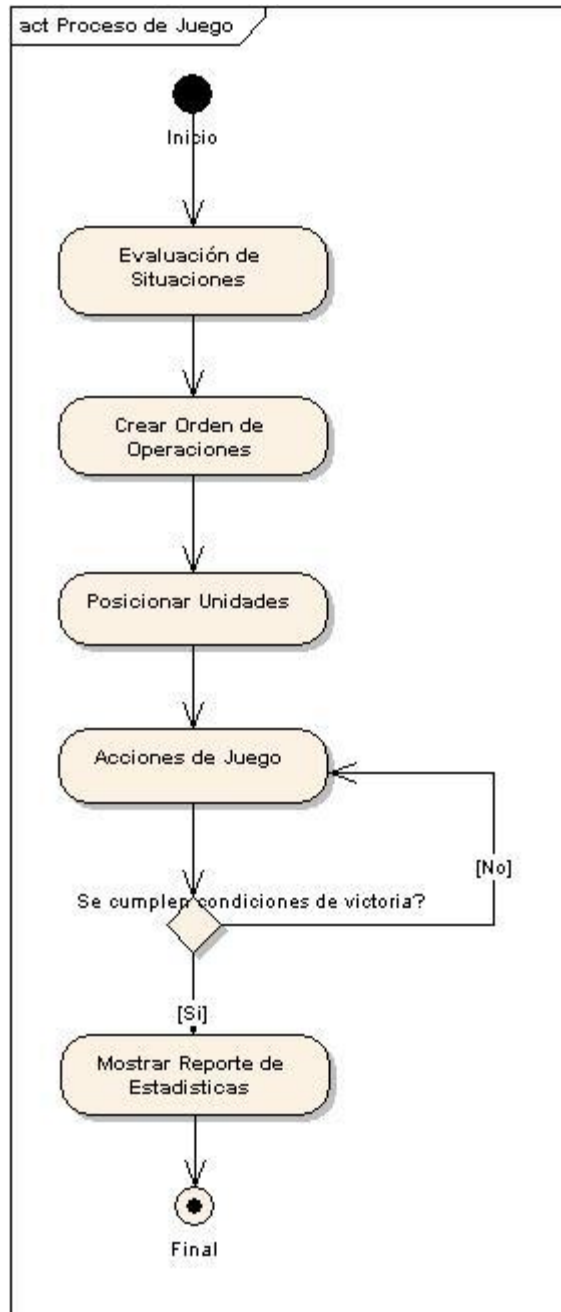 act Proceso de Juego
Inicio
Evaluación de
Situaciones
Crear Orden de
Operaciones
Posicionar Unidades
Acciones de Juego
[No]
Se cumplen condiciones de victoria?
[Si]
Mostrar Reporte de
Estadisticas
Final